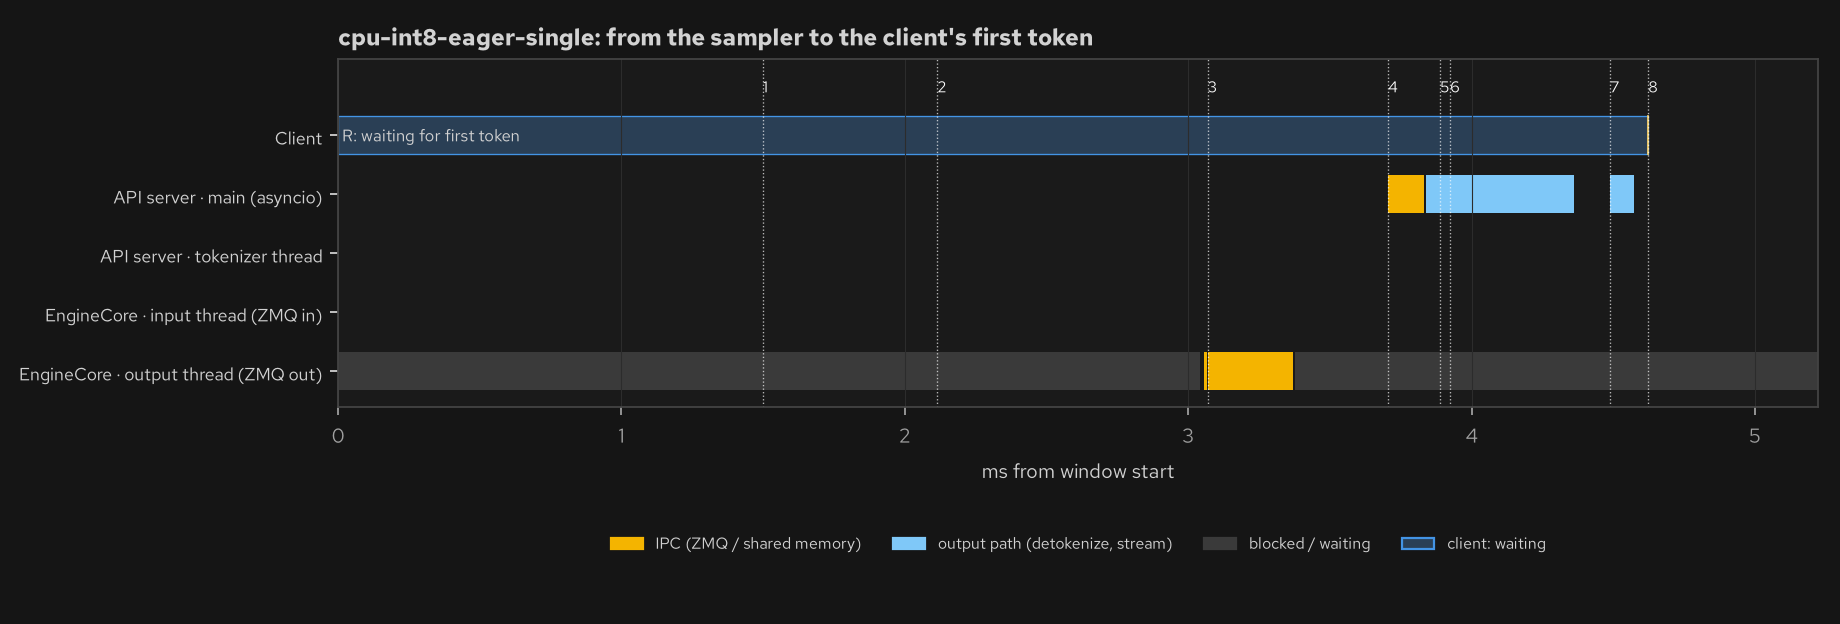 cpu-int8-eager-single: from the sampler to the client's first token
1 2 3 4 5 6 7 8
Client
R: waiting for first token
API server · main (asyncio)
API server · tokenizer thread
EngineCore · input thread (ZMQ in)
EngineCore · output thread (ZMQ out)
0 1 2 3 4 5
ms from window start
IPC (ZMQ / shared memory)
output path (detokenize, stream)
blocked / waiting
client: waiting